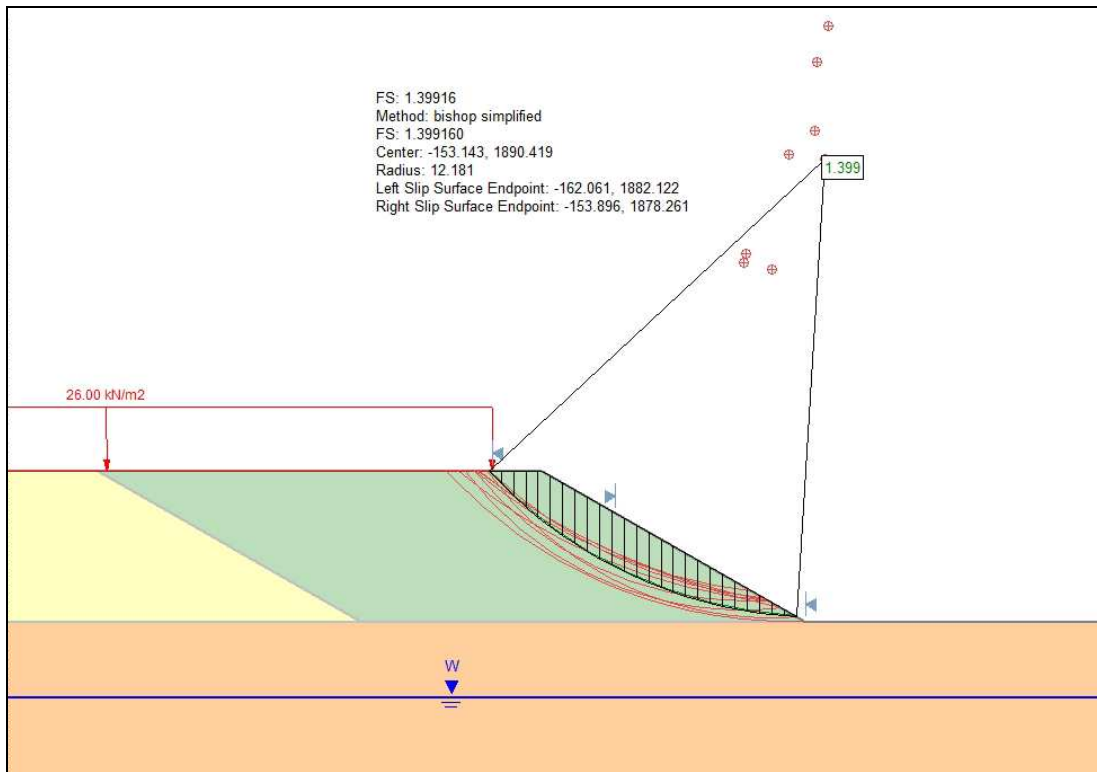 FS: 1.39916
Method: bishop simplified
FS: 1.399160
Center: -153.143, 1890.419
Radius: 12.181
Left Slip Surface Endpoint: -162.061, 1882.122
Right Slip Surface Endpoint: -153.896, 1878.261
1.399
26.00 kN/m2
W